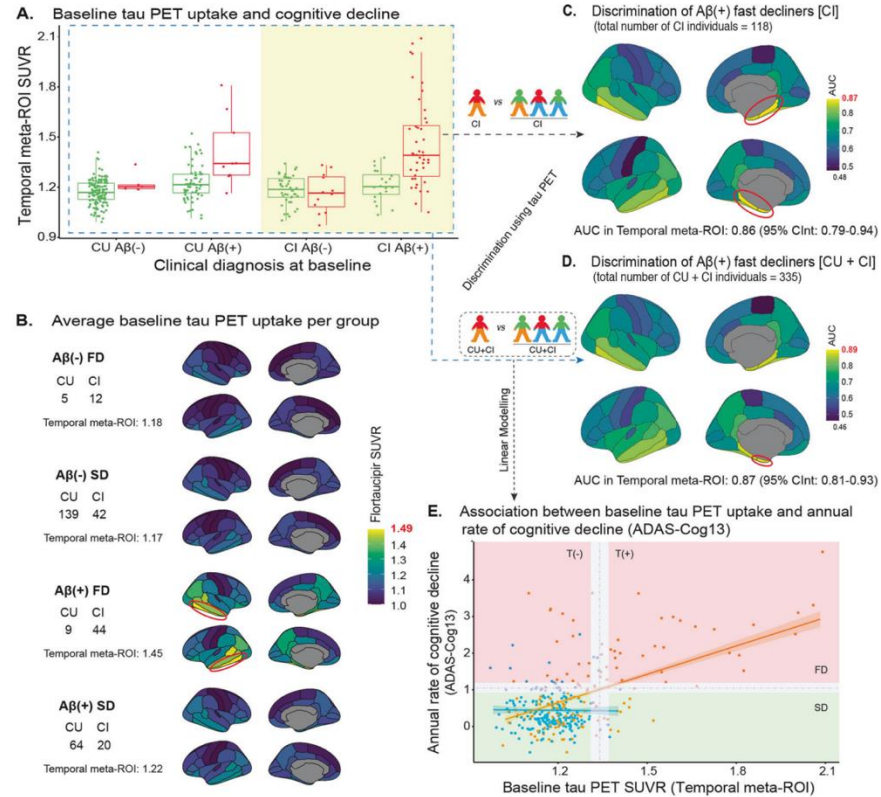 A. Baseline tau PET uptake and cognitive decline
Temporal meta-ROI SUVR
2.1
1.8
1.5
1.2
0.9
CU Aβ(-)
CU Aβ(+)
CI Aβ(-)
CI Aβ(+)
Clinical diagnosis at baseline
CI
vs
CI
Discrimination using tau PET
C. Discrimination of Aβ(+) fast decliners [CI]
(total number of CI individuals = 118)
AUC
0.87
0.8
0.7
0.6
0.5
0.48
AUC in Temporal meta-ROI: 0.86 (95% CInt: 0.79-0.94)
D. Discrimination of Aβ(+) fast decliners [CU + CI]
(total number of CU + CI individuals = 335)
CU+CI
vs
CU+CI
AUC
0.89
0.8
0.7
0.6
0.5
0.46
AUC in Temporal meta-ROI: 0.87 (95% CInt: 0.81-0.93)
Linear Modelling
B. Average baseline tau PET uptake per group
Aβ(-) FD
CU CI
5 12
Temporal meta-ROI: 1.18
Aβ(-) SD
CU CI
139 42
Temporal meta-ROI: 1.17
Aβ(+) FD
CU CI
9 44
Temporal meta-ROI: 1.45
Aβ(+) SD
CU CI
64 20
Temporal meta-ROI: 1.22
Flortaucipir SUVR
1.49
1.4
1.3
1.2
1.1
1.0
E. Association between baseline tau PET uptake and annual
rate of cognitive decline (ADAS-Cog13)
Annual rate of cognitive decline
(ADAS-Cog13)
T(-)
T(+)
4
3
2
1
0
FD
SD
1.2
1.5
1.8
2.1
Baseline tau PET SUVR (Temporal meta-ROI)